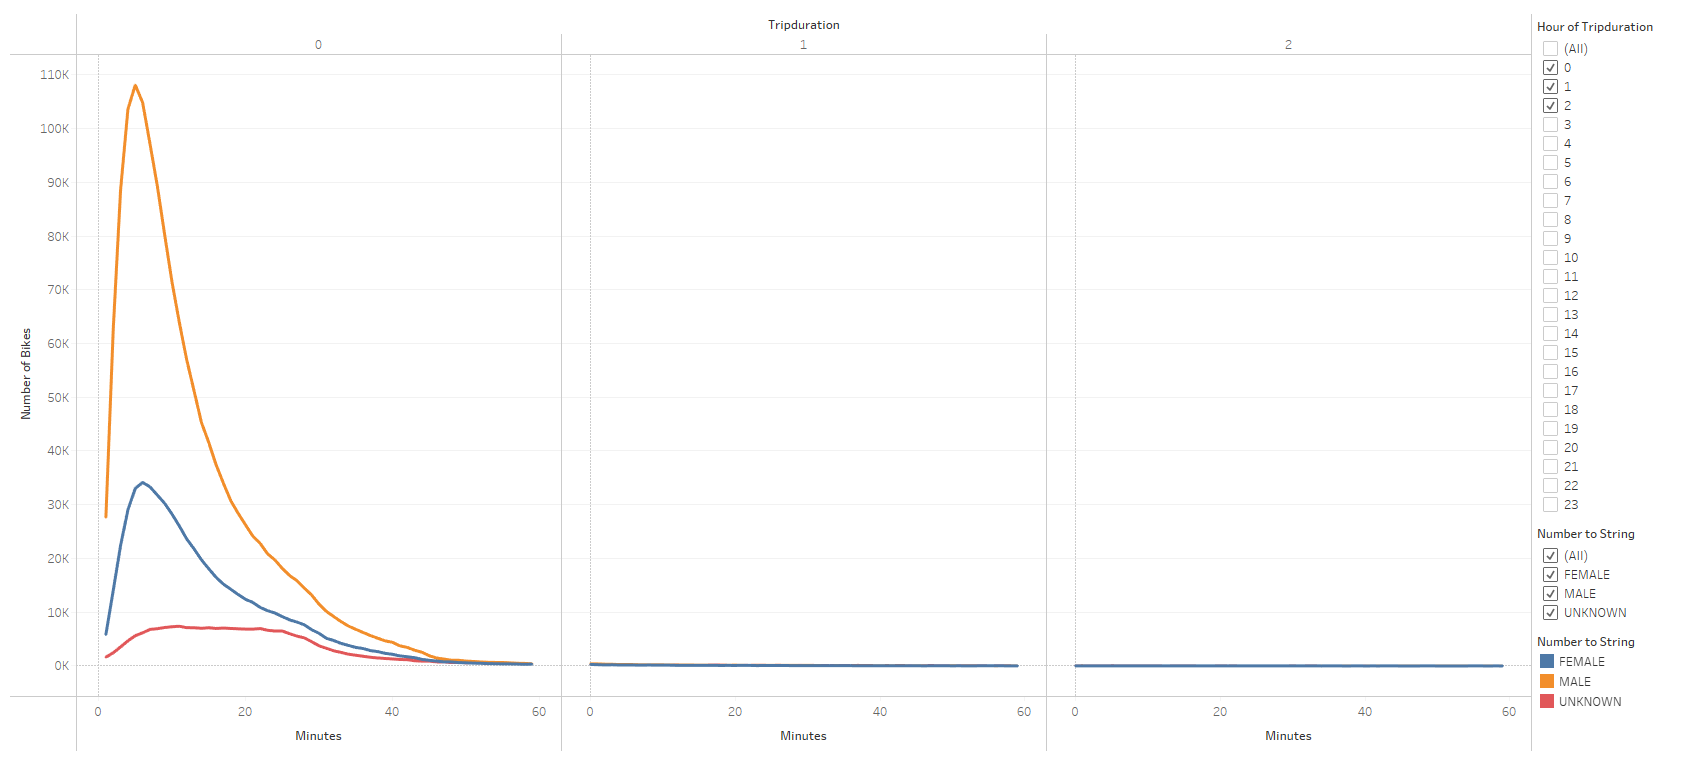 Tripduration
0 1 2
110K
100K
90K
80K
70K
60K
50K
40K
30K
20K
10K
0K
Number of Bikes
0 20 40 60 0 20 40 60 0 20 40 60
Minutes Minutes Minutes
Hour of Tripduration
(All)
0
1
2
3
4
5
6
7
8
9
10
11
12
13
14
15
16
17
18
19
20
21
22
23
Number to String
(All)
FEMALE
MALE
UNKNOWN
Number to String
FEMALE
MALE
UNKNOWN